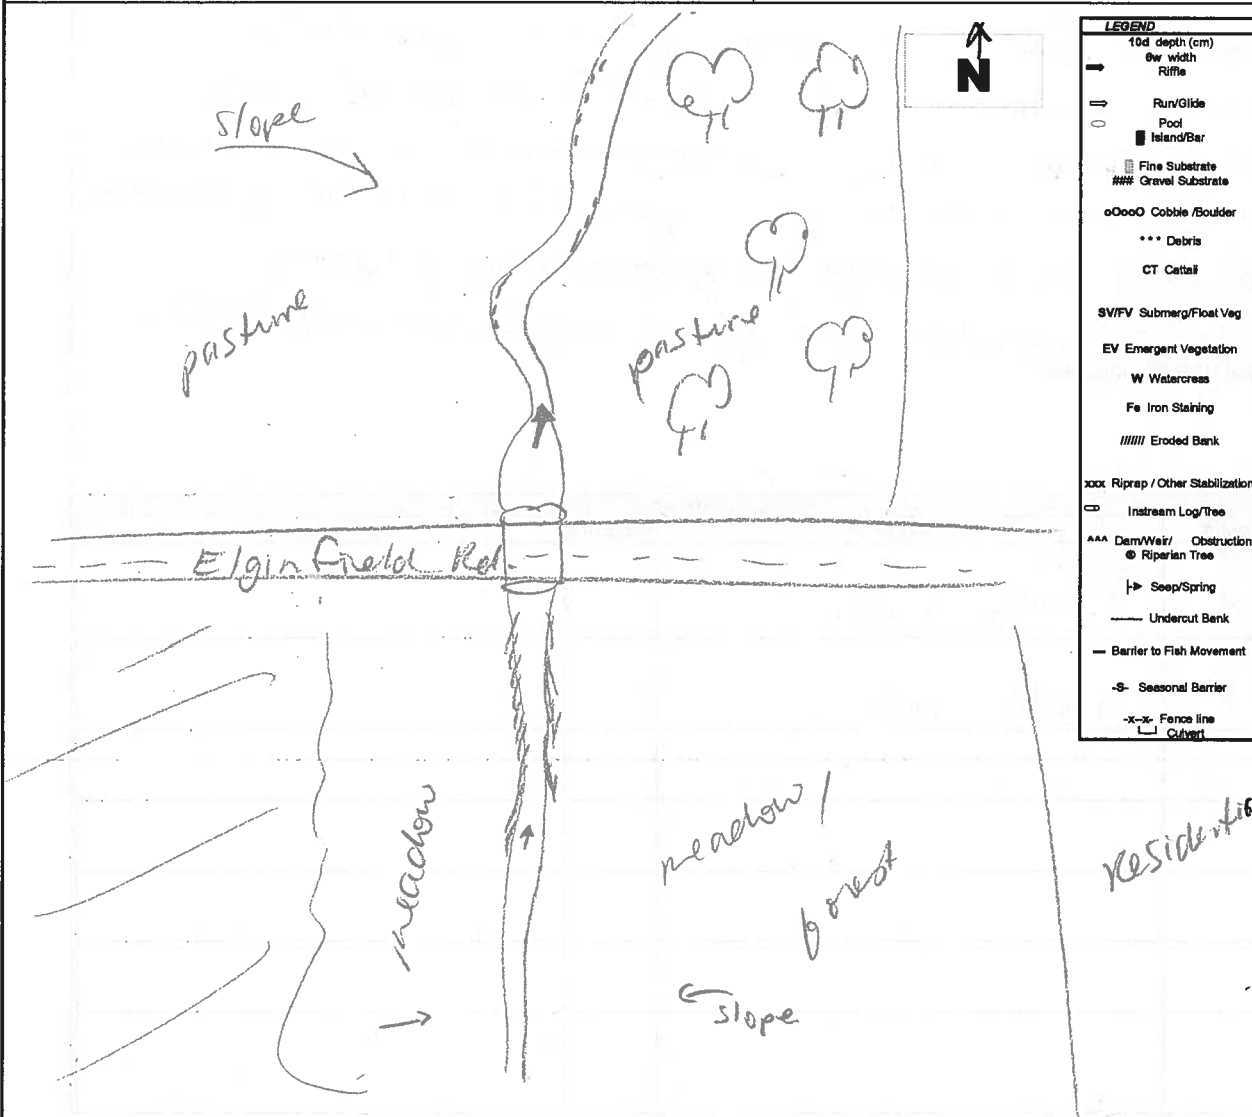 slope
N
pasture
pasture
Elginfield Rd.
meadow
meadow/
forest
slope
LEGEND
10d depth (cm)
6w width
Riffle
Run/Glide
Pool
Island/Bar
Fine Substrate
### Gravel Substrate
oOooO Cobble /Boulder
*** Debris
CT Cattail
SV/FV Submerg/Float Veg
EV Emergent Vegetation
W Watercress
Fe Iron Staining
/////// Eroded Bank
xxx Riprap / Other Stabilization
Instream Log/Tree
^^^ Dam/Weir/ Obstruction
Riparian Tree
Seep/Spring
Undercut Bank
Barrier to Fish Movement
-S- Seasonal Barrier
-x--x- Fence line
Culvert